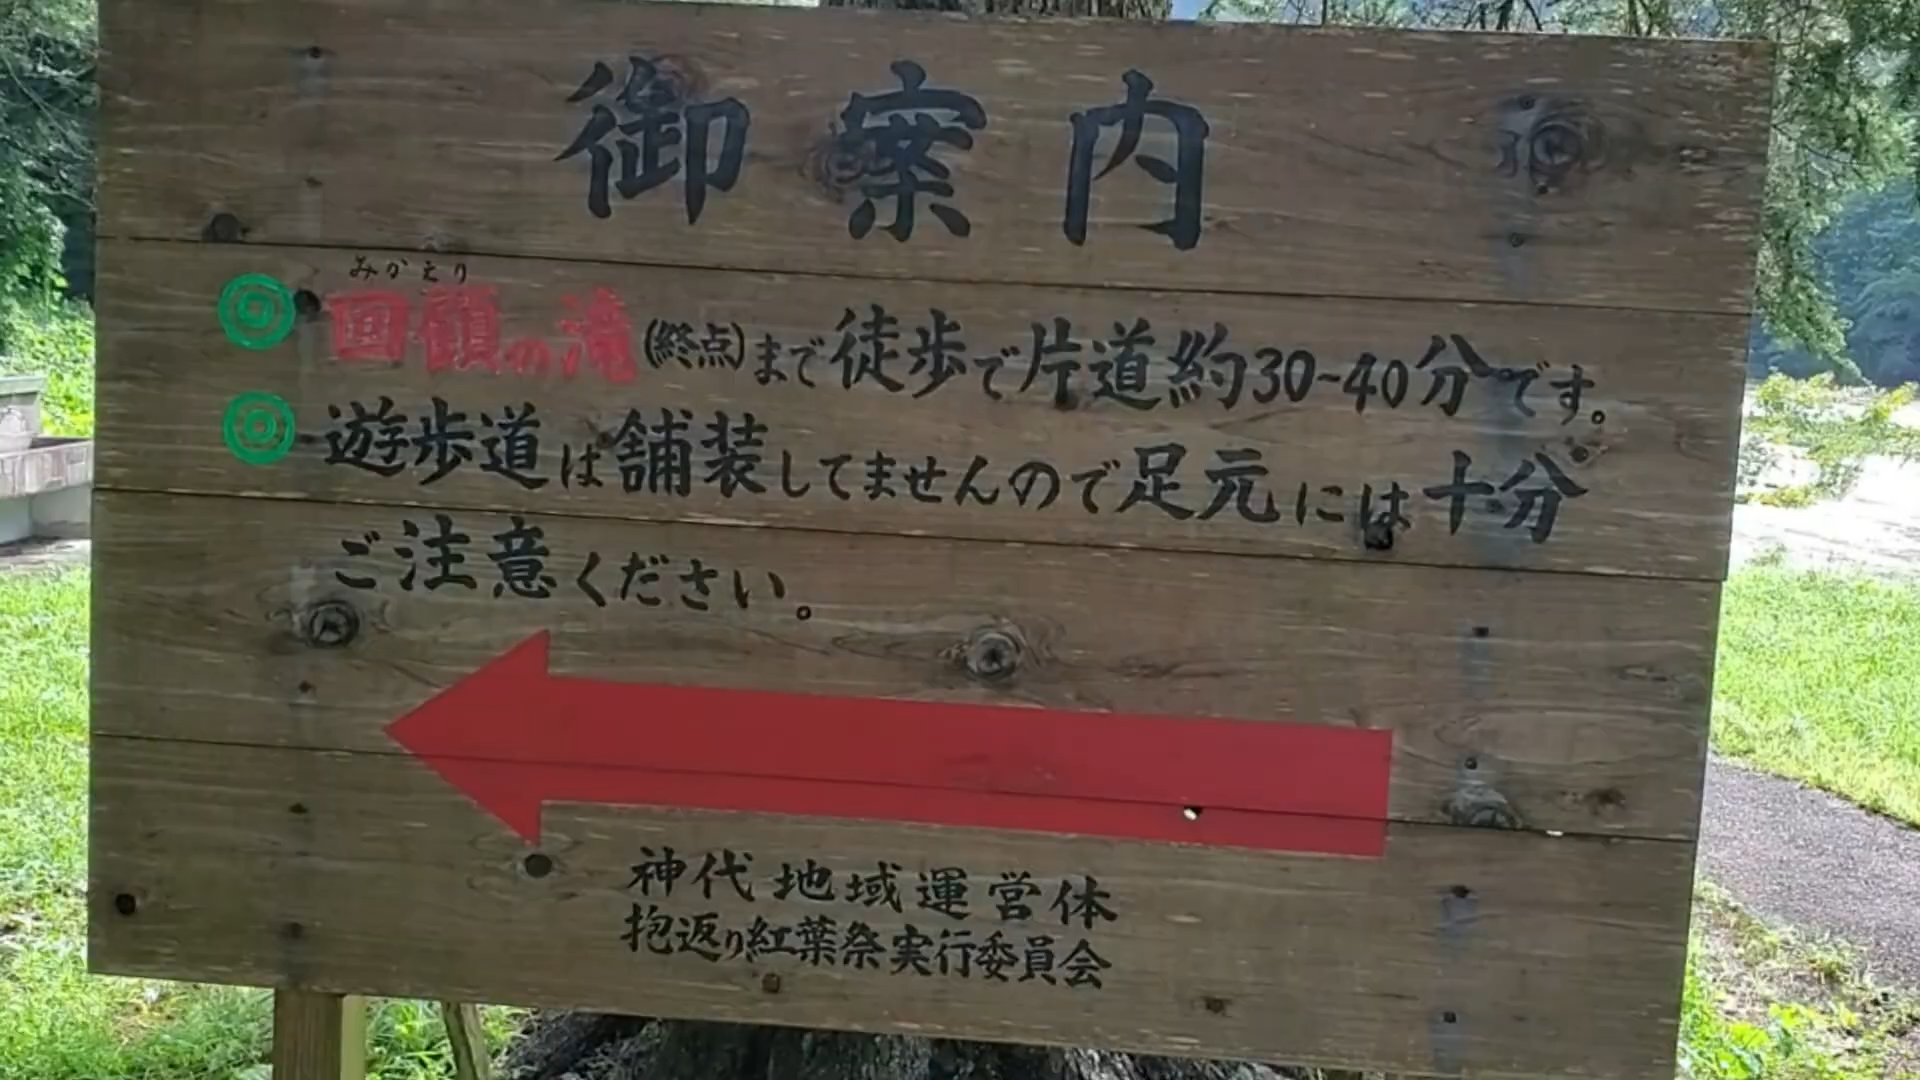 御案内
みかえり
◎回顧の滝(終点)まで徒歩で片道約30-40分です。
◎遊歩道は舗装してませんので足元には十分
ご注意ください。
神代地域運営体
抱返り紅葉祭実行委員会